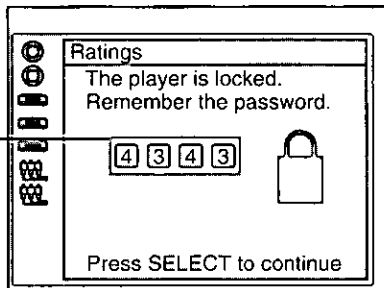 Ratings
The player is locked.
Remember the password.
4 3 4 3
Press SELECT to continue